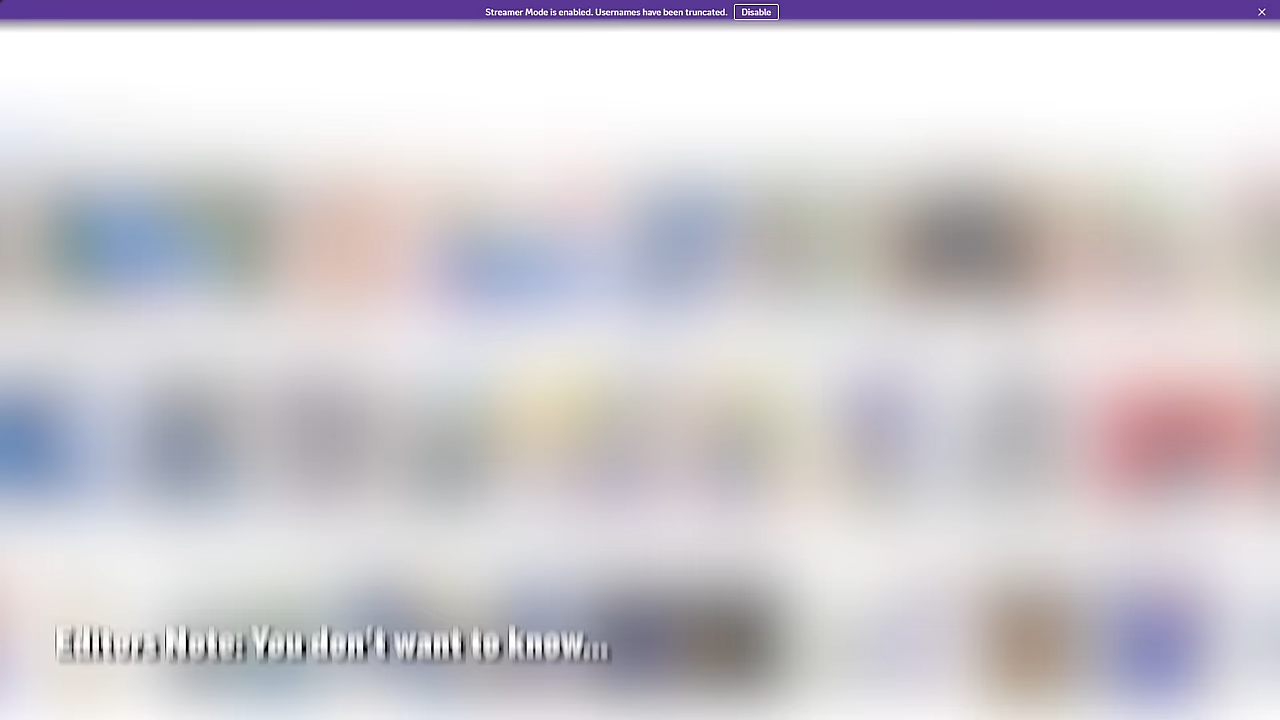 Streamer Mode is enabled. Usernames have been truncated. Disable
Editors Note: You don't want to know...